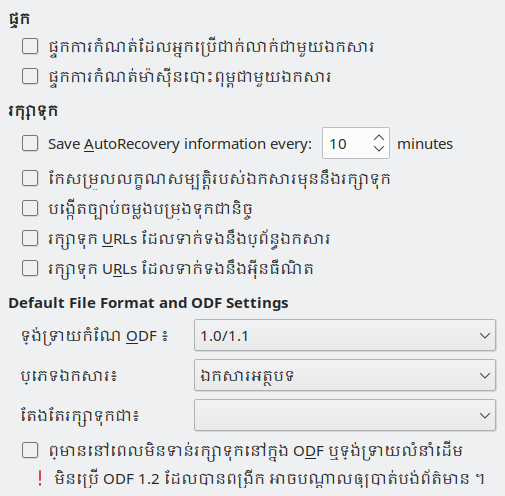 ផ្ទុក
ផ្ទុកការកំណត់ដែលអ្នកប្រើជាក់លាក់ជាមួយឯកសារ
ផ្ទុកការកំណត់ម៉ាស៊ីនបោះពុម្ពជាមួយឯកសារ
រក្សាទុក
Save AutoRecovery information every: 10 minutes
កែសម្រួលលក្ខណសម្បត្តិរបស់ឯកសារមុននឹងរក្សាទុក
បង្កើតច្បាប់ចម្លងបម្រុងទុកជានិច្ច
រក្សាទុក URLs ដែលទាក់ទងនឹងប្រព័ន្ធឯកសារ
រក្សាទុក URLs ដែលទាក់ទងនឹងអ៊ីនធឺណិត
Default File Format and ODF Settings
ទ្រង់ទ្រាយកំណែ ODF ៖ 1.0/1.1
ប្រភេទឯកសារ៖ ឯកសារអត្ថបទ
តែងតែរក្សាទុកជា៖
ព្រមាននៅពេលមិនទាន់រក្សាទុកនៅក្នុង ODF ឬទ្រង់ទ្រាយលំនាំដើម
! មិនប្រើ ODF 1.2 ដែលបានពង្រីក អាចបណ្ដាលឲ្យបាត់បង់ព័ត៌មាន ។